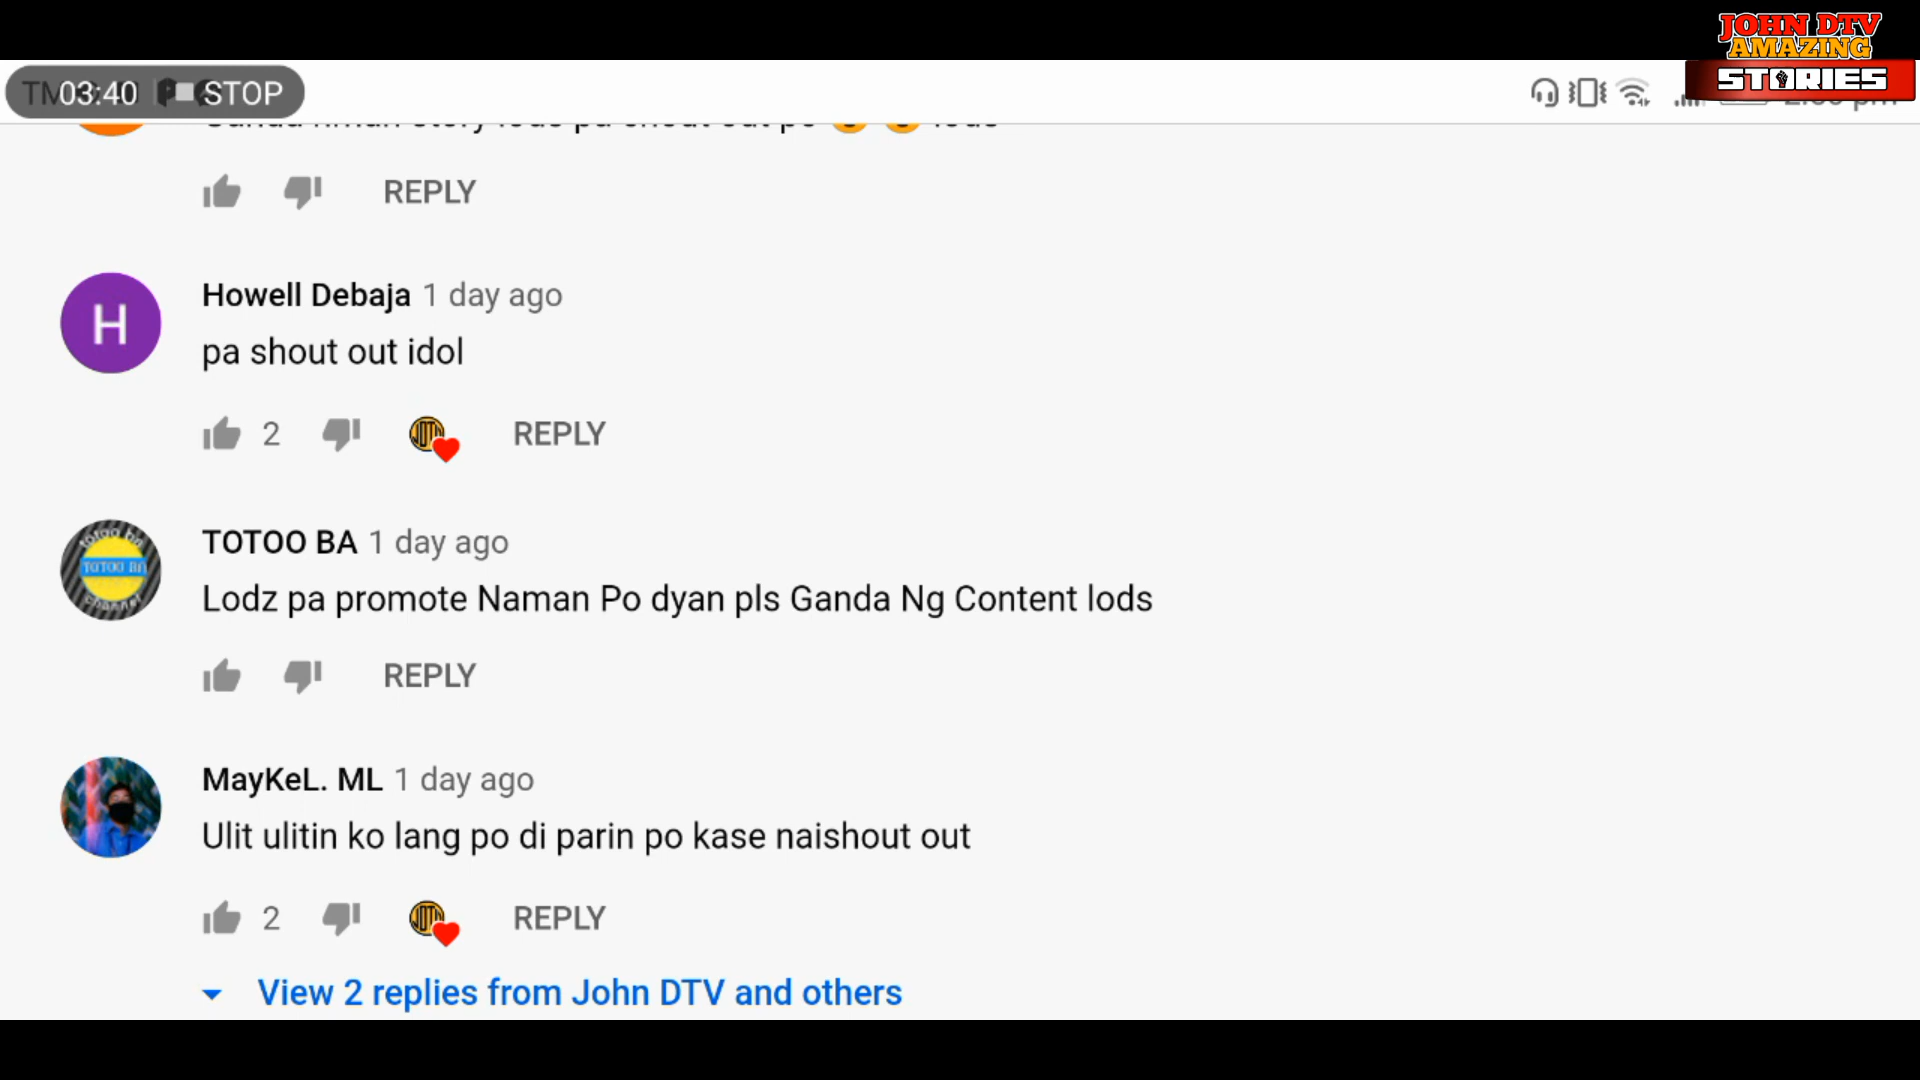 JOHN DTV
AMAZING
STORIES
03:40 STOP
REPLY
H
Howell Debaja 1 day ago
pa shout out idol
2 REPLY
TOTOO BA
TOTOO BA 1 day ago
Lodz pa promote Naman Po dyan pls Ganda Ng Content lods
REPLY
MayKeL. ML 1 day ago
Ulit ulitin ko lang po di parin po kase naishout out
2 REPLY
View 2 replies from John DTV and others